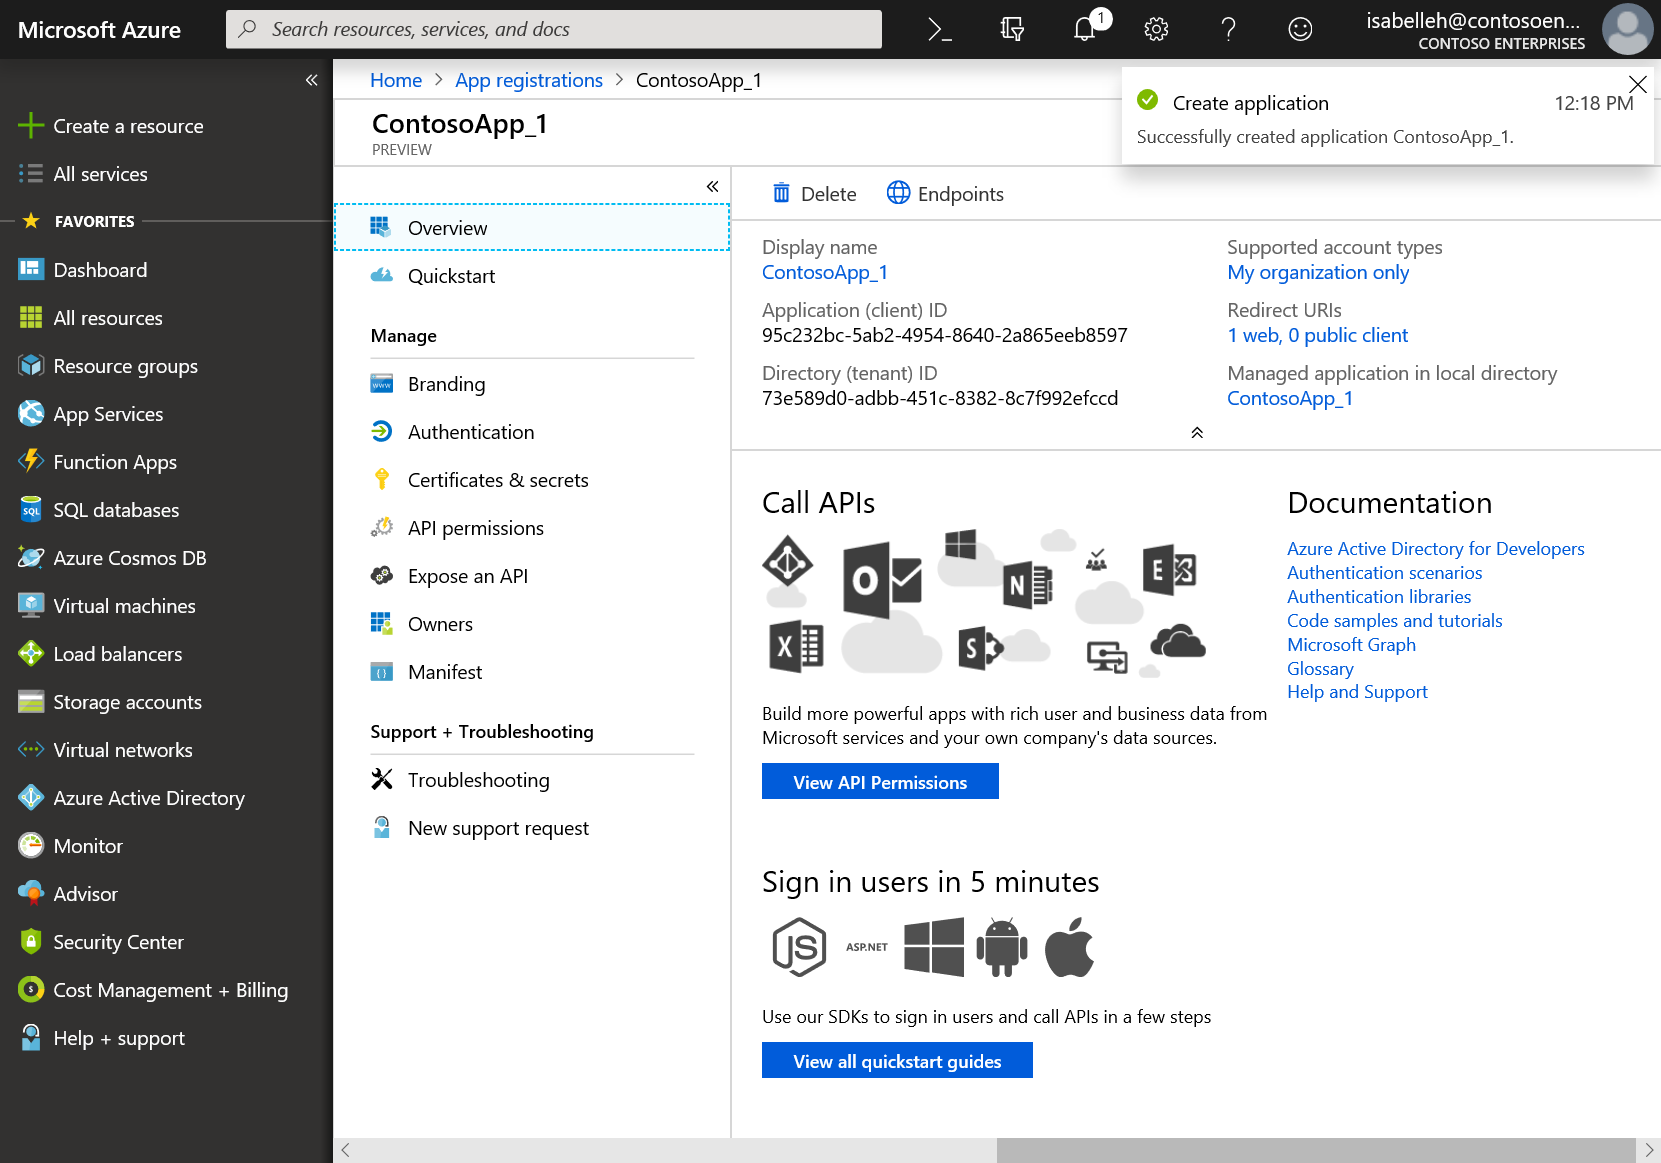 Microsoft Azure
Search resources, services, and docs
1
isabelleh@contosoen...
CONTOSO ENTERPRISES
Create a resource
All services
FAVORITES
Dashboard
All resources
Resource groups
App Services
Function Apps
SQL databases
Azure Cosmos DB
Virtual machines
Load balancers
Storage accounts
Virtual networks
Azure Active Directory
Monitor
Advisor
Security Center
Cost Management + Billing
Help + support
Home > App registrations > ContosoApp_1
ContosoApp_1
PREVIEW
Create application
12:18 PM
Successfully created application ContosoApp_1.
Overview
Quickstart
Manage
Branding
Authentication
Certificates & secrets
API permissions
Expose an API
Owners
Manifest
Support + Troubleshooting
Troubleshooting
New support request
Delete
Endpoints
Display name
ContosoApp_1
Application (client) ID
95c232bc-5ab2-4954-8640-2a865eeb8597
Directory (tenant) ID
73e589d0-adbb-451c-8382-8c7f992efccd
Supported account types
My organization only
Redirect URIs
1 web, 0 public client
Managed application in local directory
ContosoApp_1
Call APIs
Build more powerful apps with rich user and business data from
Microsoft services and your own company's data sources.
View API Permissions
Sign in users in 5 minutes
JS
ASP.NET
Use our SDKs to sign in users and call APIs in a few steps
View all quickstart guides
Documentation
Azure Active Directory for Developers
Authentication scenarios
Authentication libraries
Code samples and tutorials
Microsoft Graph
Glossary
Help and Support